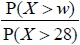 P(X > w)
P(X > 28)